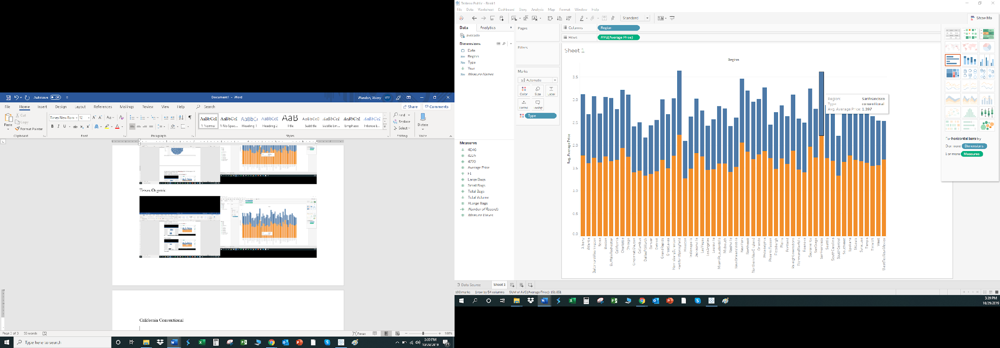 AutoSave Off
Document1 - Word
Wandah, Valery WV
File Home Insert Design Layout References Mailings Review View Help Search
Share Comments
Paste
Cut
Copy
Format Painter
Clipboard
Times New Rom 12
Font
Paragraph
AaBbCcI AaBbCcI AaBbCc AaBbCcI AaB AaBbCcD AaBbCcI AaBbCcI AaBbCcI
¶ Normal ¶ No Spac... Heading 1 Heading 2 Title Subtitle Subtle Em... Emphasis Intense E...
Styles
Find
Replace
Select
Editing
Dictate
Voice
Texas Organic
California Conventional
Page 3 of 3 55 words
Focus
100%
Type here to search
3:39 PM
10/29/2019
21
Tableau Public - Book1
File Data Worksheet Dashboard Story Analysis Map Format Window Help
Standard
Show Me
Data Analytics
avocado
Dimensions
Date
Abc Region
Abc Type
Year
Abc Measure Names
Measures
4046
4225
4770
Average Price
F1
Large Bags
Small Bags
Total Bags
Total Volume
XLarge Bags
Number of Records
Measure Values
Pages
Filters
Marks
Automatic
Color Size Label
Detail Tooltip
Type
Columns Region
Rows AVG(Average Price)
Sheet 1
Region
Avg. Average Price
3.5
3.0
2.5
2.0
1.5
1.0
0.5
0.0
Region: SanFrancisco
Type: conventional
Avg. Average Price: 1.397
Albany
Atlanta
BaltimoreWashington
Boise
Boston
BuffaloRochester
California
Charlotte
Chicago
CincinnatiDayton
Columbus
DallasFtWorth
Denver
Detroit
GrandRapids
GreatLakes
HarrisburgScranton
HartfordSpringfield
Houston
Indianapolis
Jacksonville
LasVegas
LosAngeles
Louisville
MiamiFtLauderdale
Midsouth
Nashville
NewOrleansMobile
NewYork
Northeast
NorthernNewEngland
Orlando
Philadelphia
PhoenixTucson
Pittsburgh
Plains
Portland
RaleighGreensboro
RichmondNorfolk
Roanoke
Sacramento
SanDiego
SanFrancisco
Seattle
SouthCarolina
SouthCentral
Southeast
Spokane
StLouis
Syracuse
Tampa
TotalUS
West
WestTexNewMexico
For horizontal bars try
0 or more Dimensions
1 or more Measures
Data Source Sheet 1
108 marks 1 row by 54 columns SUM of AVG(Average Price): 151.851
3:39 PM
10/29/2019